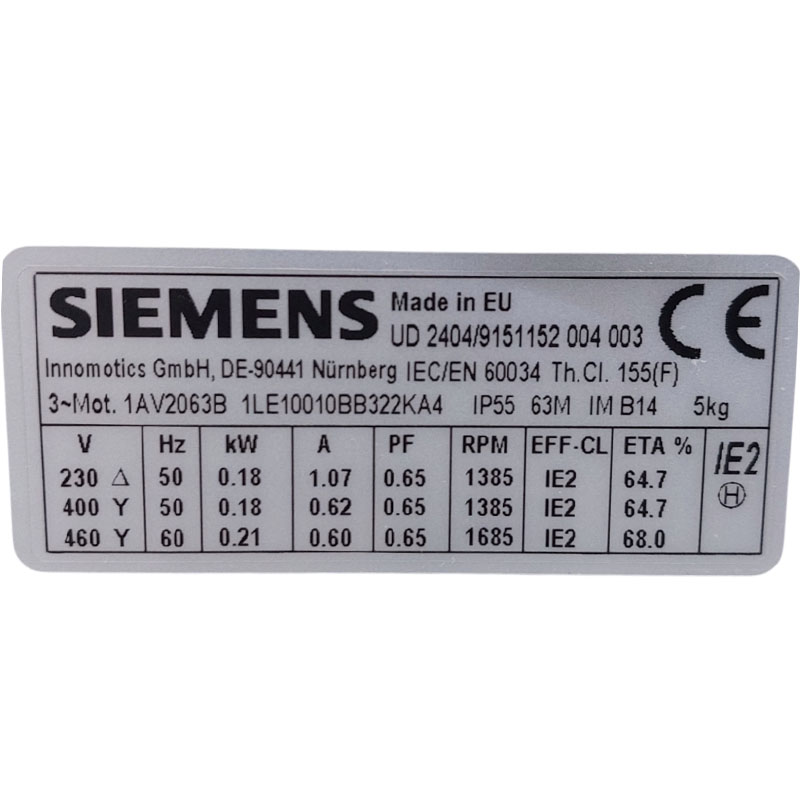 SIEMENS
Made in EU
UD 2404/9151152 004 003
CE
Innomotics GmbH, DE-90441 Nürnberg IEC/EN 60034 Th.Cl. 155(F)
3~Mot. 1AV2063B 1LE10010BB322KA4 IP55 63M IM B14 5kg
V Hz kW A PF RPM EFF-CL ETA % IE2
230 Δ 50 0.18 1.07 0.65 1385 IE2 64.7 H
400 Y 50 0.18 0.62 0.65 1385 IE2 64.7
460 Y 60 0.21 0.60 0.65 1685 IE2 68.0